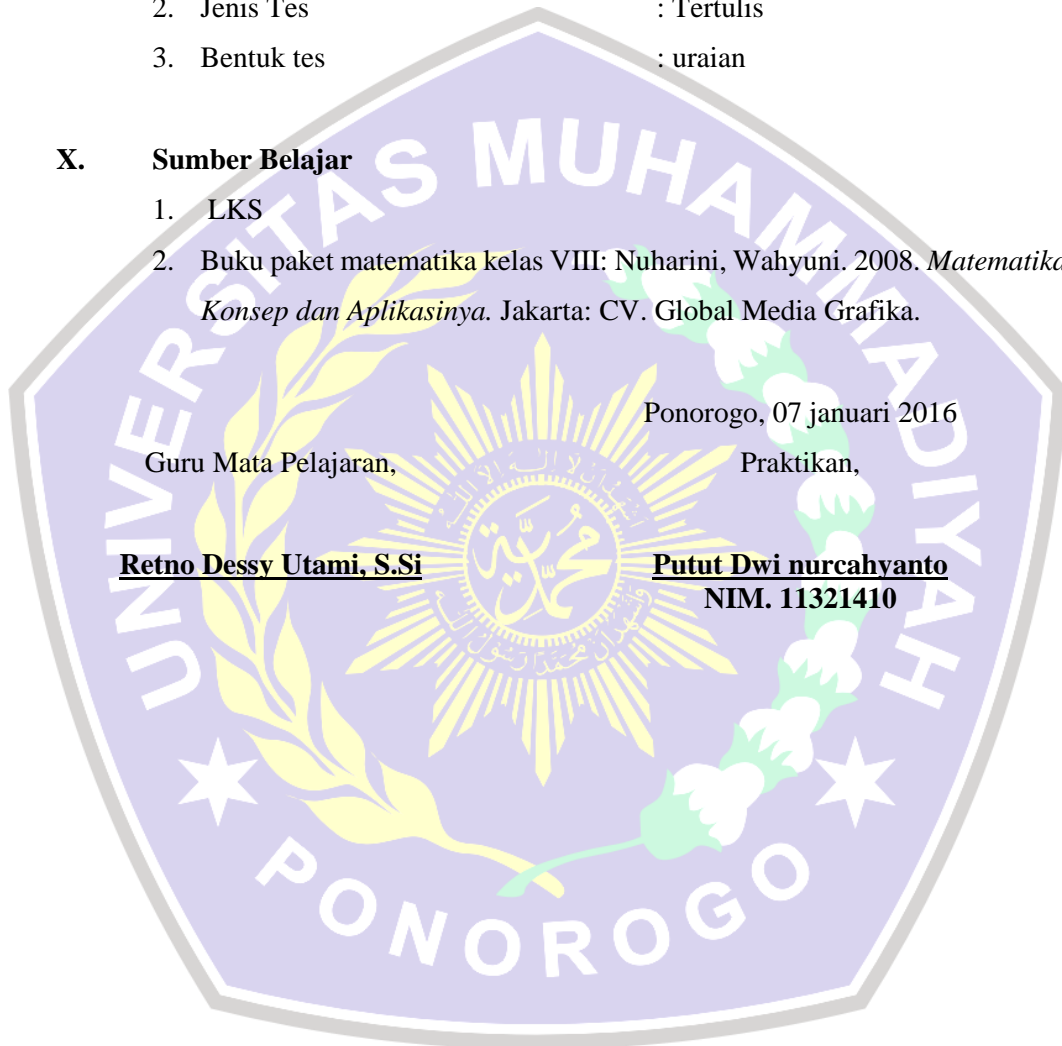 2. Jenis Tes : Tertulis
3. Bentuk tes : uraian
X. Sumber Belajar
1. LKS
2. Buku paket matematika kelas VIII: Nuharini, Wahyuni. 2008. Matematika
Konsep dan Aplikasinya. Jakarta: CV. Global Media Grafika.
Ponorogo, 07 januari 2016
Guru Mata Pelajaran, Praktikan,
Retno Dessy Utami, S.Si Putut Dwi nurcahyanto
NIM. 11321410
UNIVERSITAS MUHAMMADIYAH
PONOROGO
محمدية